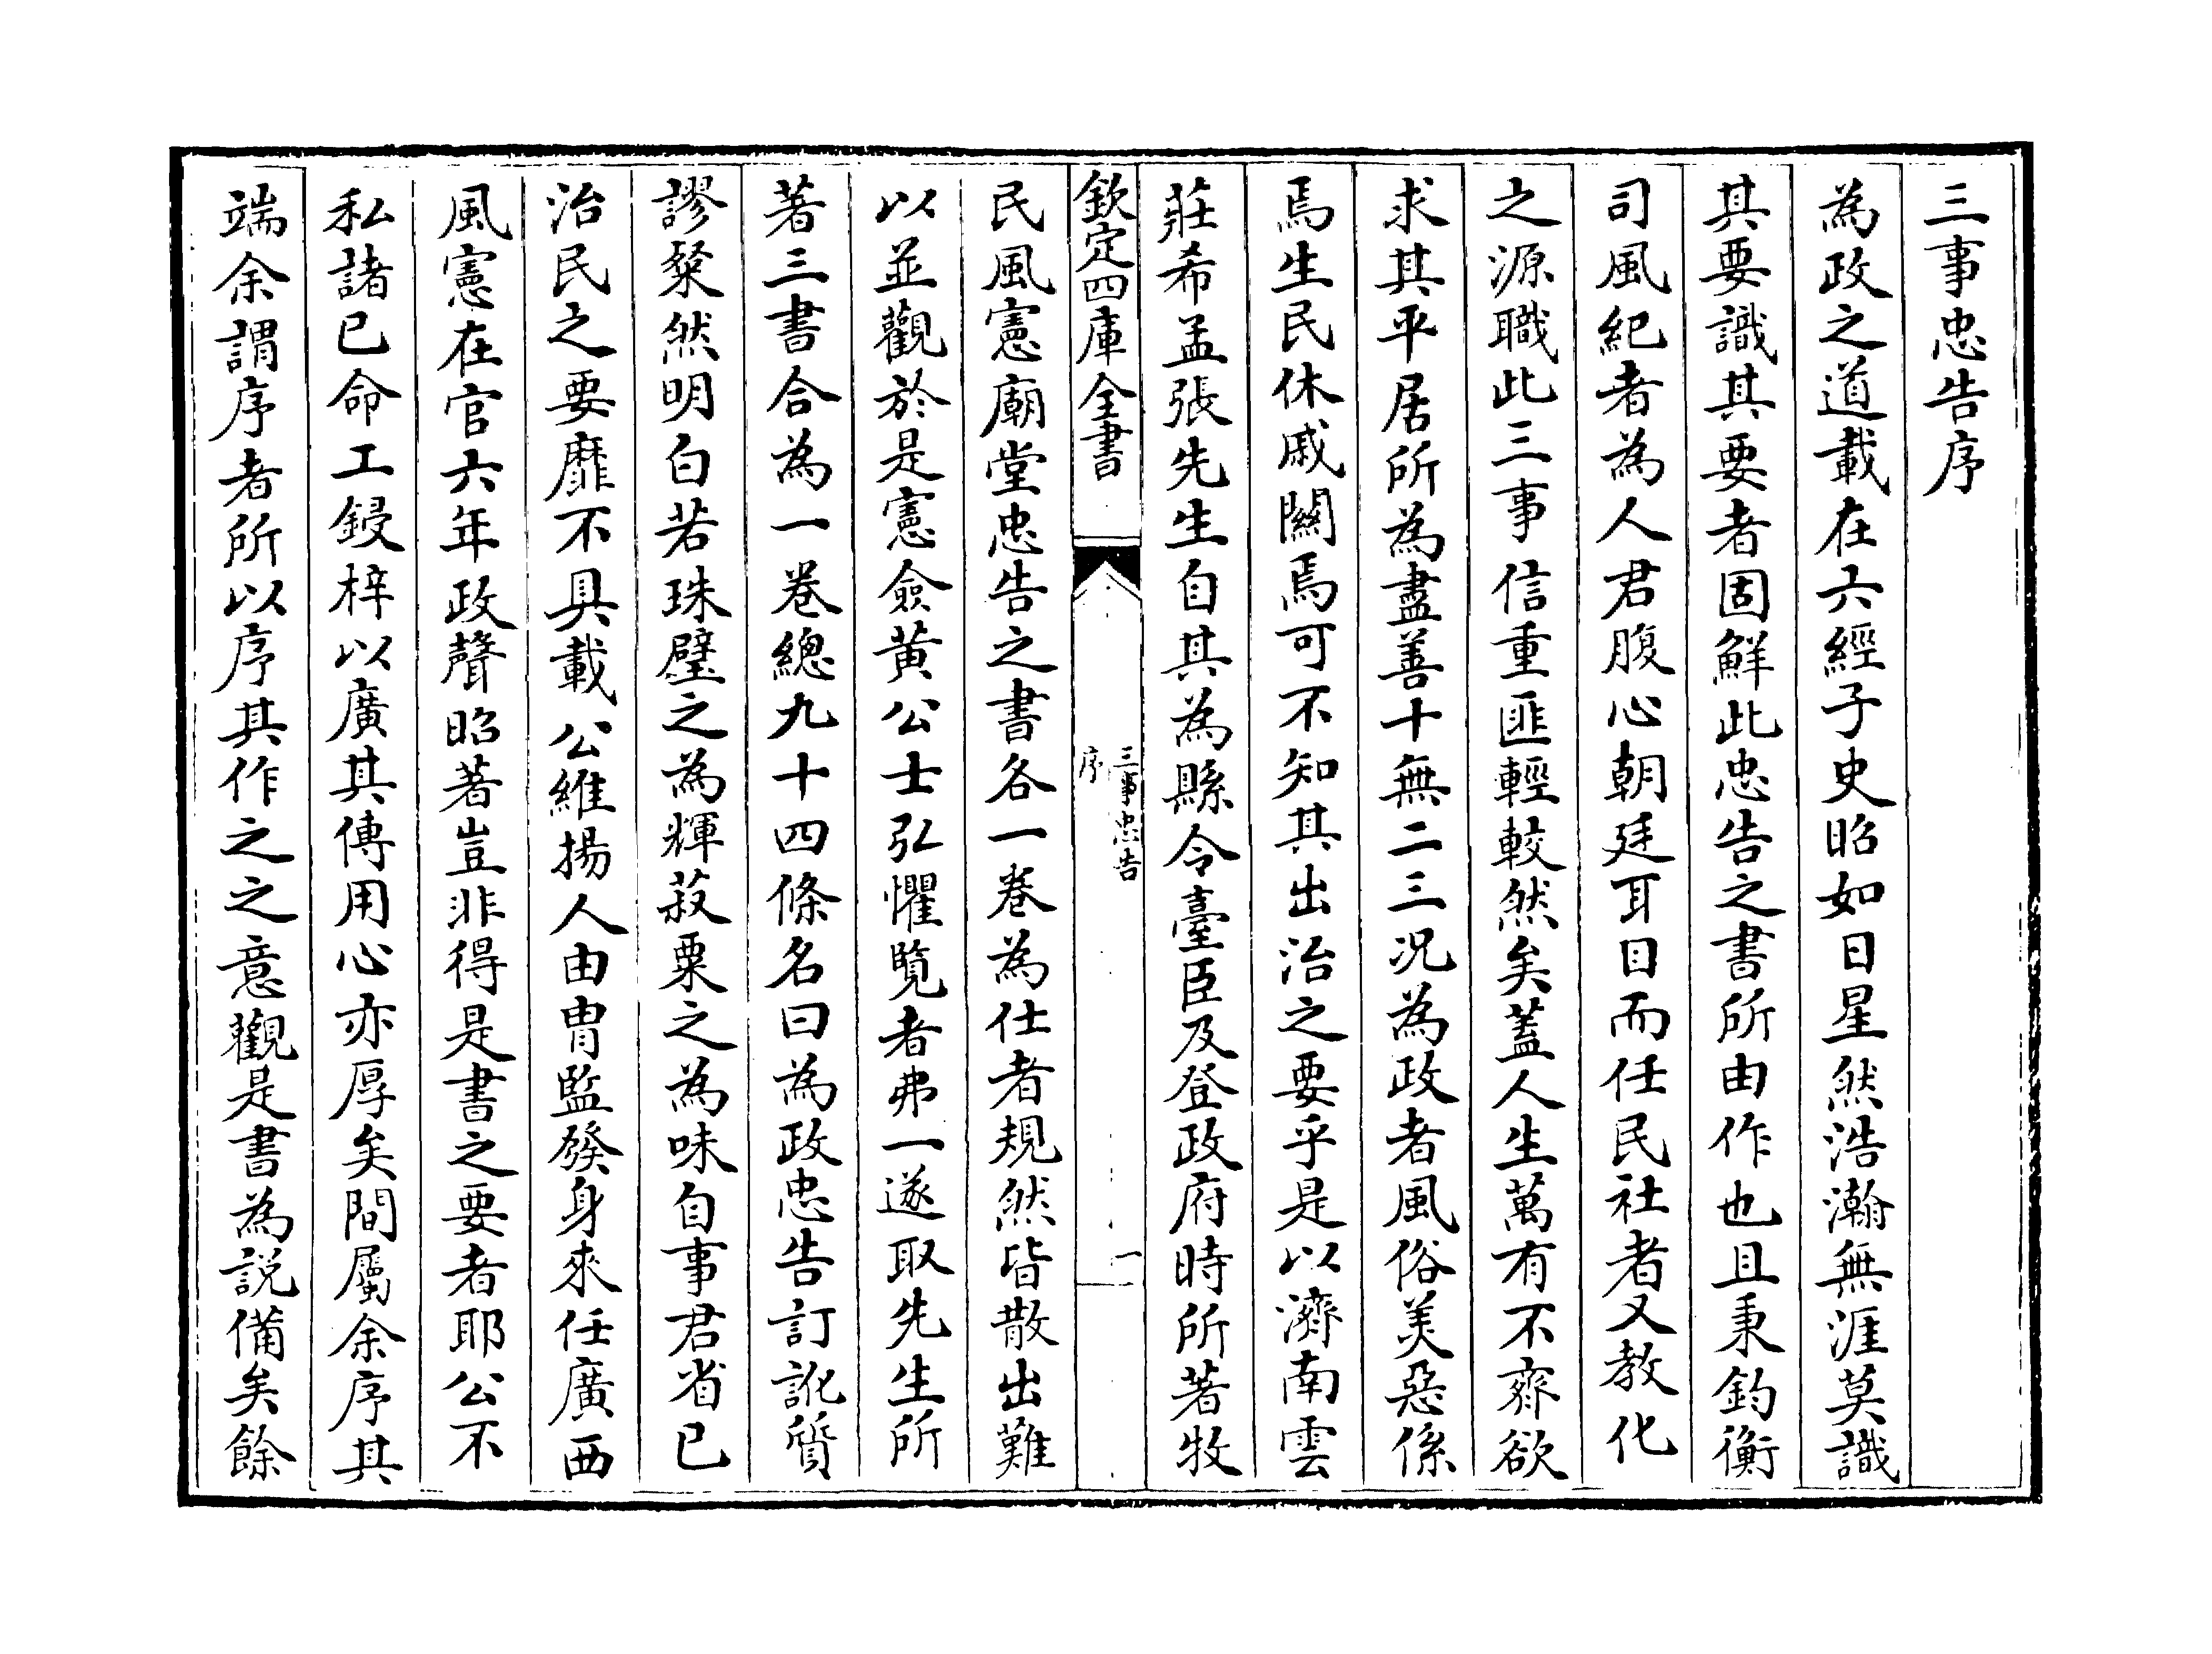 三事忠告序
為政之道載在六經子史昭如日星然浩瀚無涯莫識
其要識其要者固鮮此忠告之書所由作也且秉鈞衡
司風紀者為人君腹心朝廷耳目而任民社者又教化
之源職此三事信重匪輕較然矣蓋人生萬有不齊欲
求其平居所為盡善十無二三况為政者風俗美惡係
焉生民休戚關焉可不知其出治之要乎是以濟南雲
莊希孟張先生自其為縣令臺臣及登政府時所著牧
欽定四庫全書
三事忠告
序
一
民風憲廟堂忠告之書各一卷為仕者規然皆散出難
以並觀於是憲僉黄公士弘懼覽者弗一遂取先生所
著三書合為一卷總九十四條名曰為政忠告訂訛質
謬粲然明白若珠璧之為輝菽粟之為味自事君省己
治民之要靡不具載公維揚人由胄監發身來任廣西
風憲在官六年政聲昭著豈非得是書之要者耶公不
私諸已命工鋟梓以廣其傳用心亦厚矣間屬余序其
端余謂序者所以序其作之之意觀是書為説備矣餘